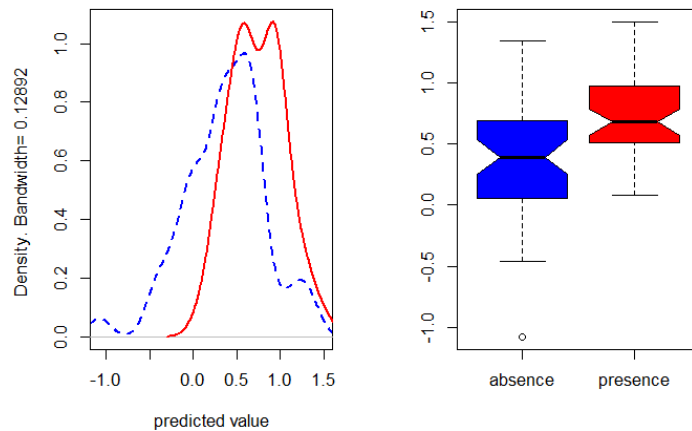 Density. Bandwidth= 0.12892
0.0 0.2 0.4 0.6 0.8 1.0
-1.0 0.0 0.5 1.0 1.5
predicted value
-1.0 -0.5 0.0 0.5 1.0 1.5
absence presence